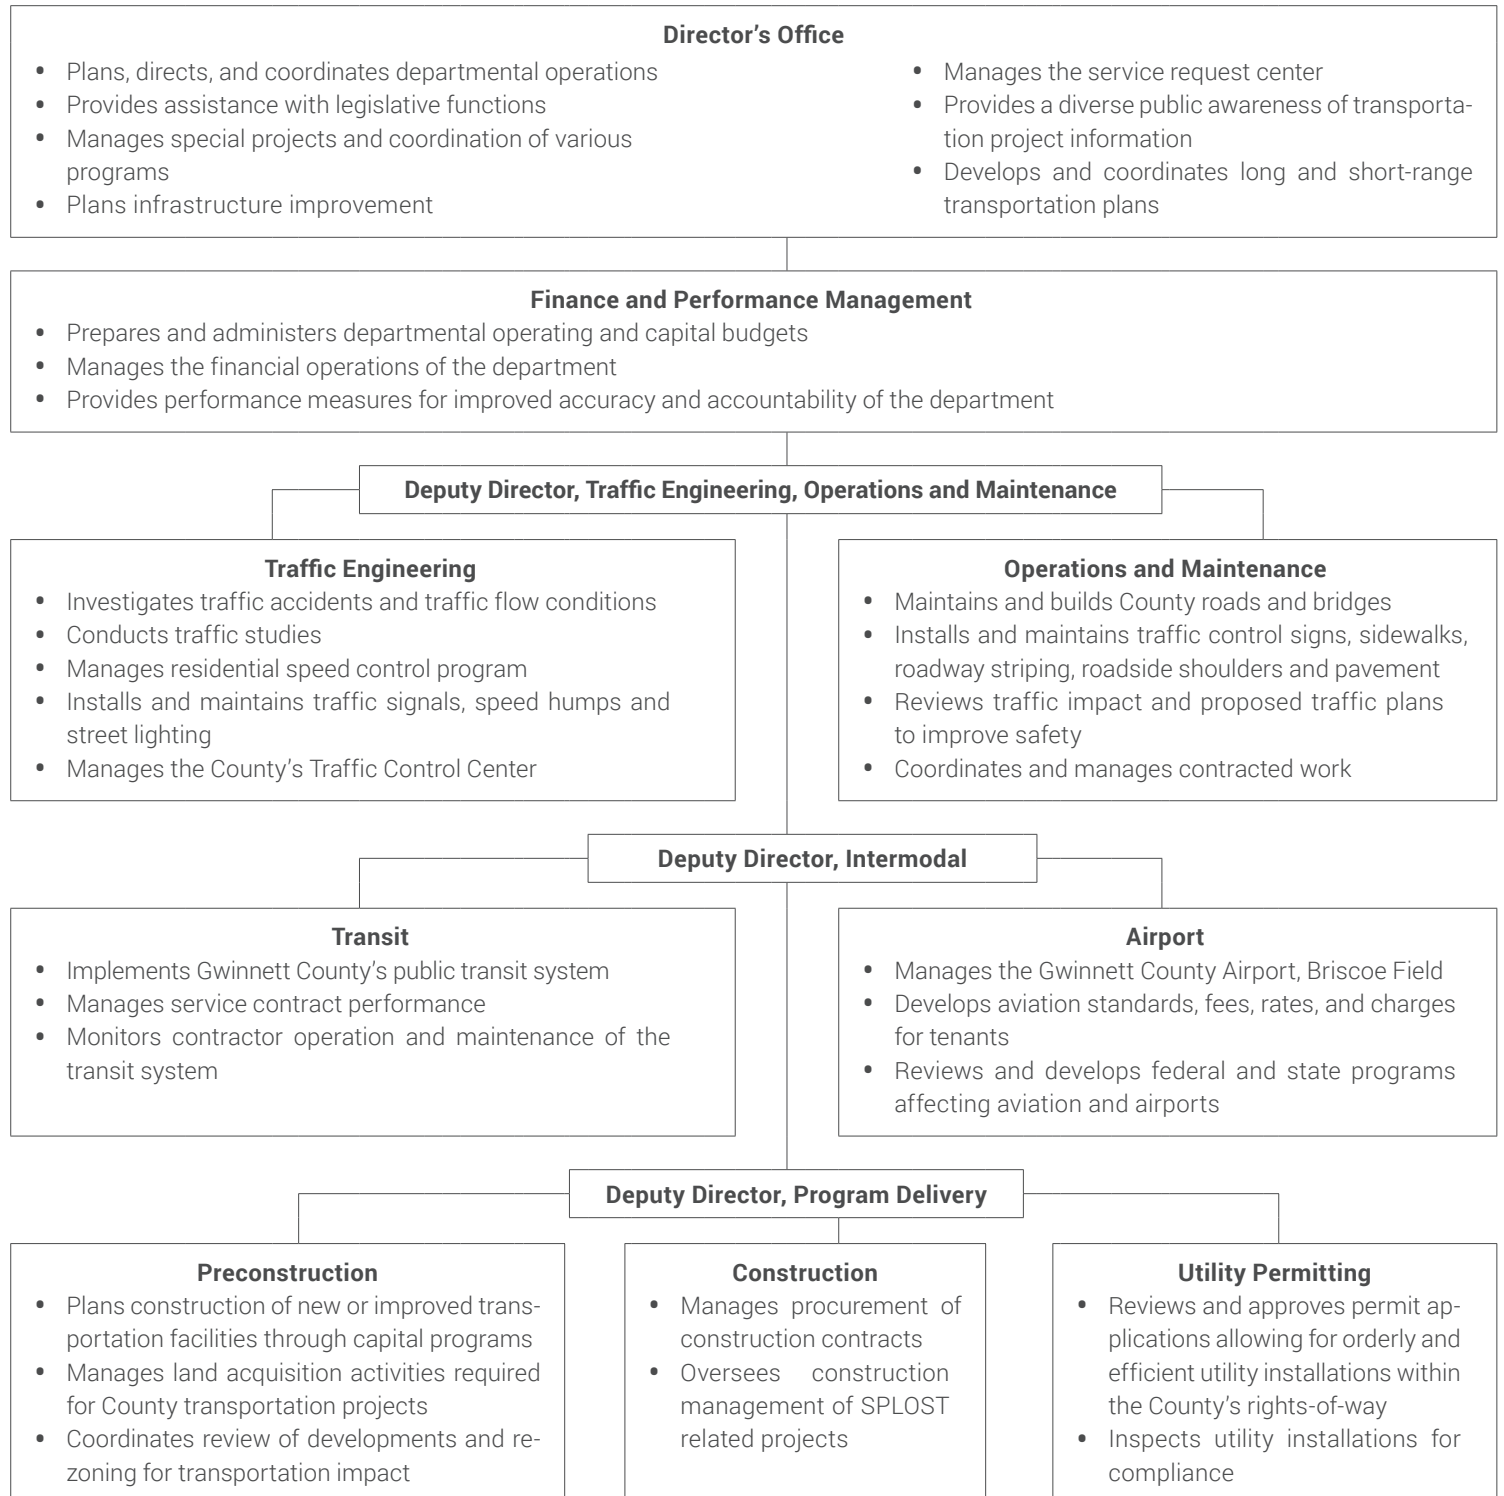 Director’s Office
• Plans, directs, and coordinates departmental operations
• Provides assistance with legislative functions
• Manages special projects and coordination of various
programs
• Plans infrastructure improvement
• Manages the service request center
• Provides a diverse public awareness of transporta-
tion project information
• Develops and coordinates long and short-range
transportation plans
Finance and Performance Management
• Prepares and administers departmental operating and capital budgets
• Manages the financial operations of the department
• Provides performance measures for improved accuracy and accountability of the department
Deputy Director, Traffic Engineering, Operations and Maintenance
Traffic Engineering
• Investigates traffic accidents and traffic flow conditions
• Conducts traffic studies
• Manages residential speed control program
• Installs and maintains traffic signals, speed humps and
street lighting
• Manages the County’s Traffic Control Center
Operations and Maintenance
• Maintains and builds County roads and bridges
• Installs and maintains traffic control signs, sidewalks,
roadway striping, roadside shoulders and pavement
• Reviews traffic impact and proposed traffic plans
to improve safety
• Coordinates and manages contracted work
Deputy Director, Intermodal
Transit
• Implements Gwinnett County’s public transit system
• Manages service contract performance
• Monitors contractor operation and maintenance of the
transit system
Airport
• Manages the Gwinnett County Airport, Briscoe Field
• Develops aviation standards, fees, rates, and charges
for tenants
• Reviews and develops federal and state programs
affecting aviation and airports
Deputy Director, Program Delivery
Preconstruction
• Plans construction of new or improved trans-
portation facilities through capital programs
• Manages land acquisition activities required
for County transportation projects
• Coordinates review of developments and re-
zoning for transportation impact
Construction
• Manages procurement of
construction contracts
• Oversees construction
management of SPLOST
related projects
Utility Permitting
• Reviews and approves permit ap-
plications allowing for orderly and
efficient utility installations within
the County’s rights-of-way
• Inspects utility installations for
compliance